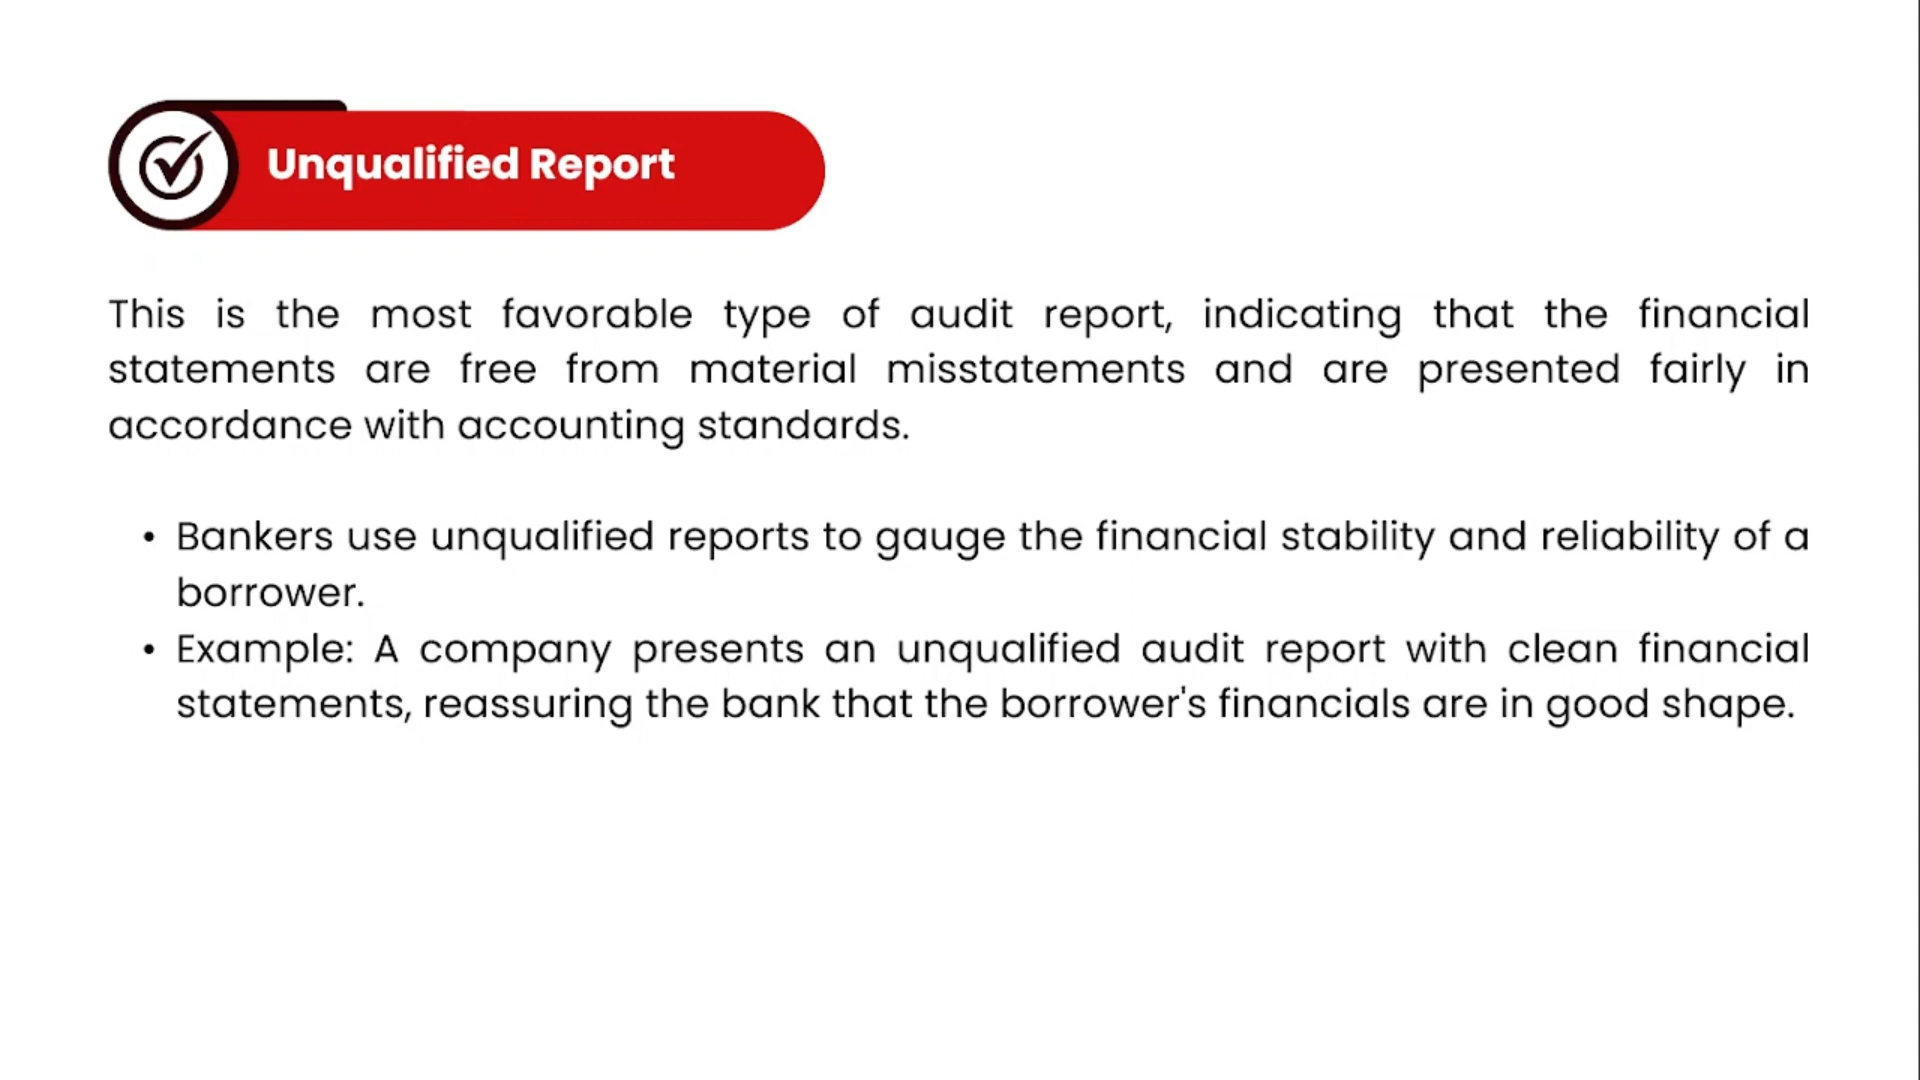 Unqualified Report
This is the most favorable type of audit report, indicating that the financial
statements are free from material misstatements and are presented fairly in
accordance with accounting standards.
• Bankers use unqualified reports to gauge the financial stability and reliability of a
borrower.
• Example: A company presents an unqualified audit report with clean financial
statements, reassuring the bank that the borrower's financials are in good shape.